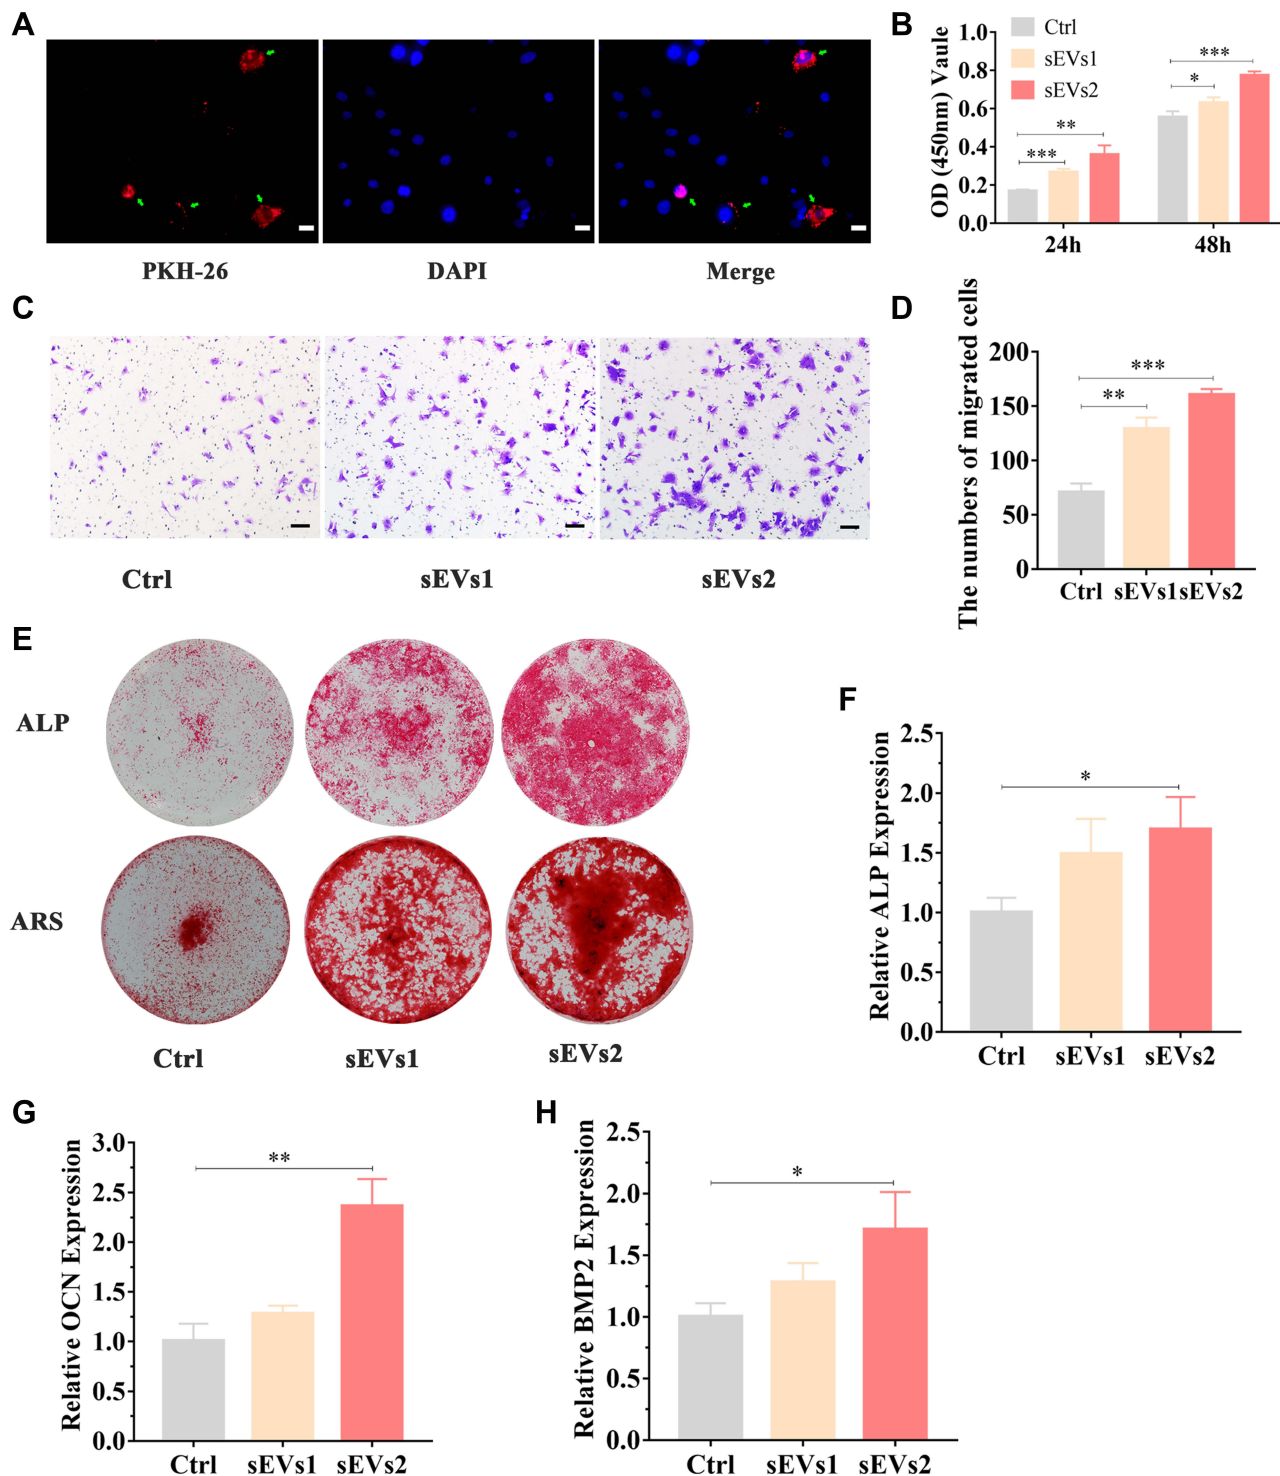 A
PKH-26
DAPI
Merge
B
OD (450nm) Vaule
1.0
0.8
0.6
0.4
0.2
0.0
Ctrl
sEVs1
sEVs2
***
**
***
*
24h
48h
C
Ctrl
sEVs1
sEVs2
D
The numbers of migrated cells
200
150
100
50
0
***
**
Ctrl sEVs1 sEVs2
E
ALP
ARS
Ctrl
sEVs1
sEVs2
F
Relative ALP Expression
2.5
2.0
1.5
1.0
0.5
0.0
*
Ctrl sEVs1 sEVs2
G
Relative OCN Expression
3.0
2.5
2.0
1.5
1.0
0.5
0.0
**
Ctrl sEVs1 sEVs2
H
Relative BMP2 Expression
2.5
2.0
1.5
1.0
0.5
0.0
*
Ctrl sEVs1 sEVs2